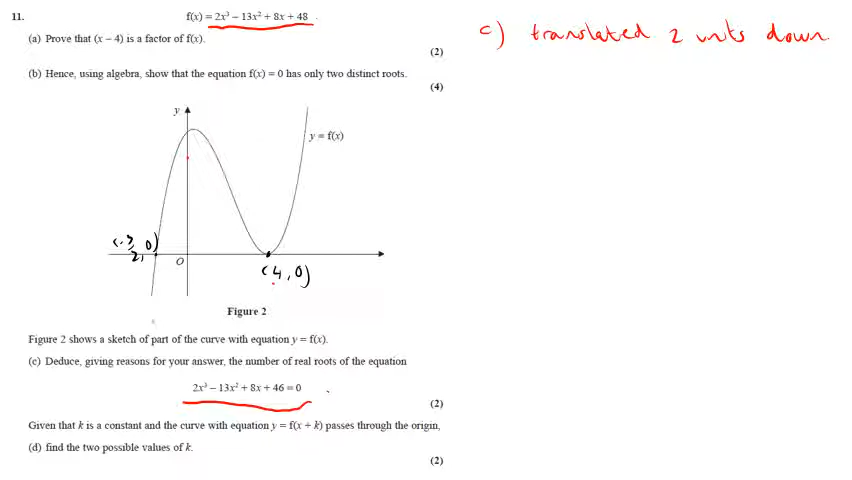 11.
f(x) = 2x³ − 13x² + 8x + 48
c) translated 2 units down
(a) Prove that (x − 4) is a factor of f(x).
(2)
(b) Hence, using algebra, show that the equation f(x) = 0 has only two distinct roots.
(4)
y
y = f(x)
(-3/2, 0)
O
(4, 0)
Figure 2
Figure 2 shows a sketch of part of the curve with equation y = f(x).
(c) Deduce, giving reasons for your answer, the number of real roots of the equation
2x³ − 13x² + 8x + 46 = 0
(2)
Given that k is a constant and the curve with equation y = f(x + k) passes through the origin,
(d) find the two possible values of k.
(2)